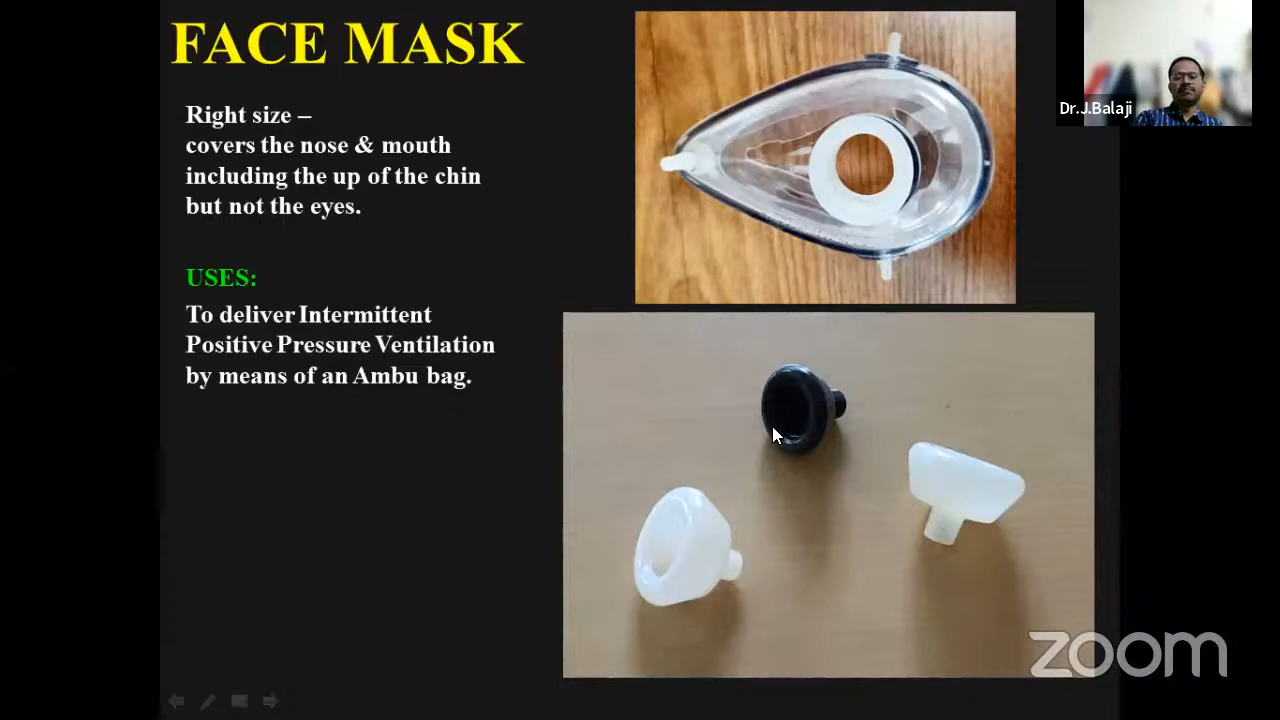 FACE MASK
Right size –
covers the nose & mouth
including the up of the chin
but not the eyes.
USES:
To deliver Intermittent
Positive Pressure Ventilation
by means of an Ambu bag.
Dr.J.Balaji
zoom